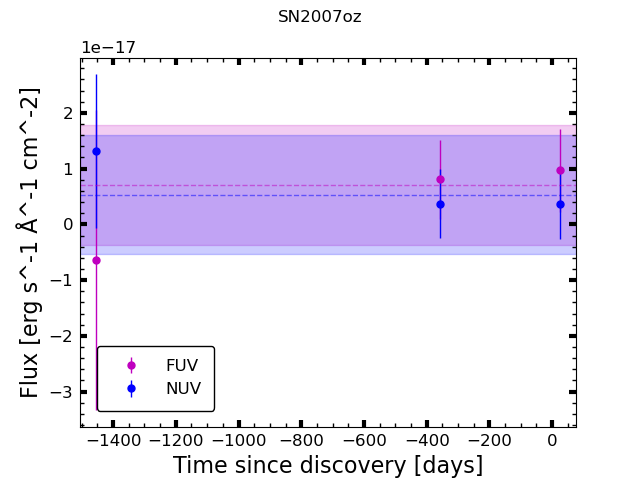 SN2007oz
1e−17
2
1
0
−1
−2
−3
Flux [erg s^-1 Å^-1 cm^-2]
FUV
NUV
−1400 −1200 −1000 −800 −600 −400 −200 0
Time since discovery [days]